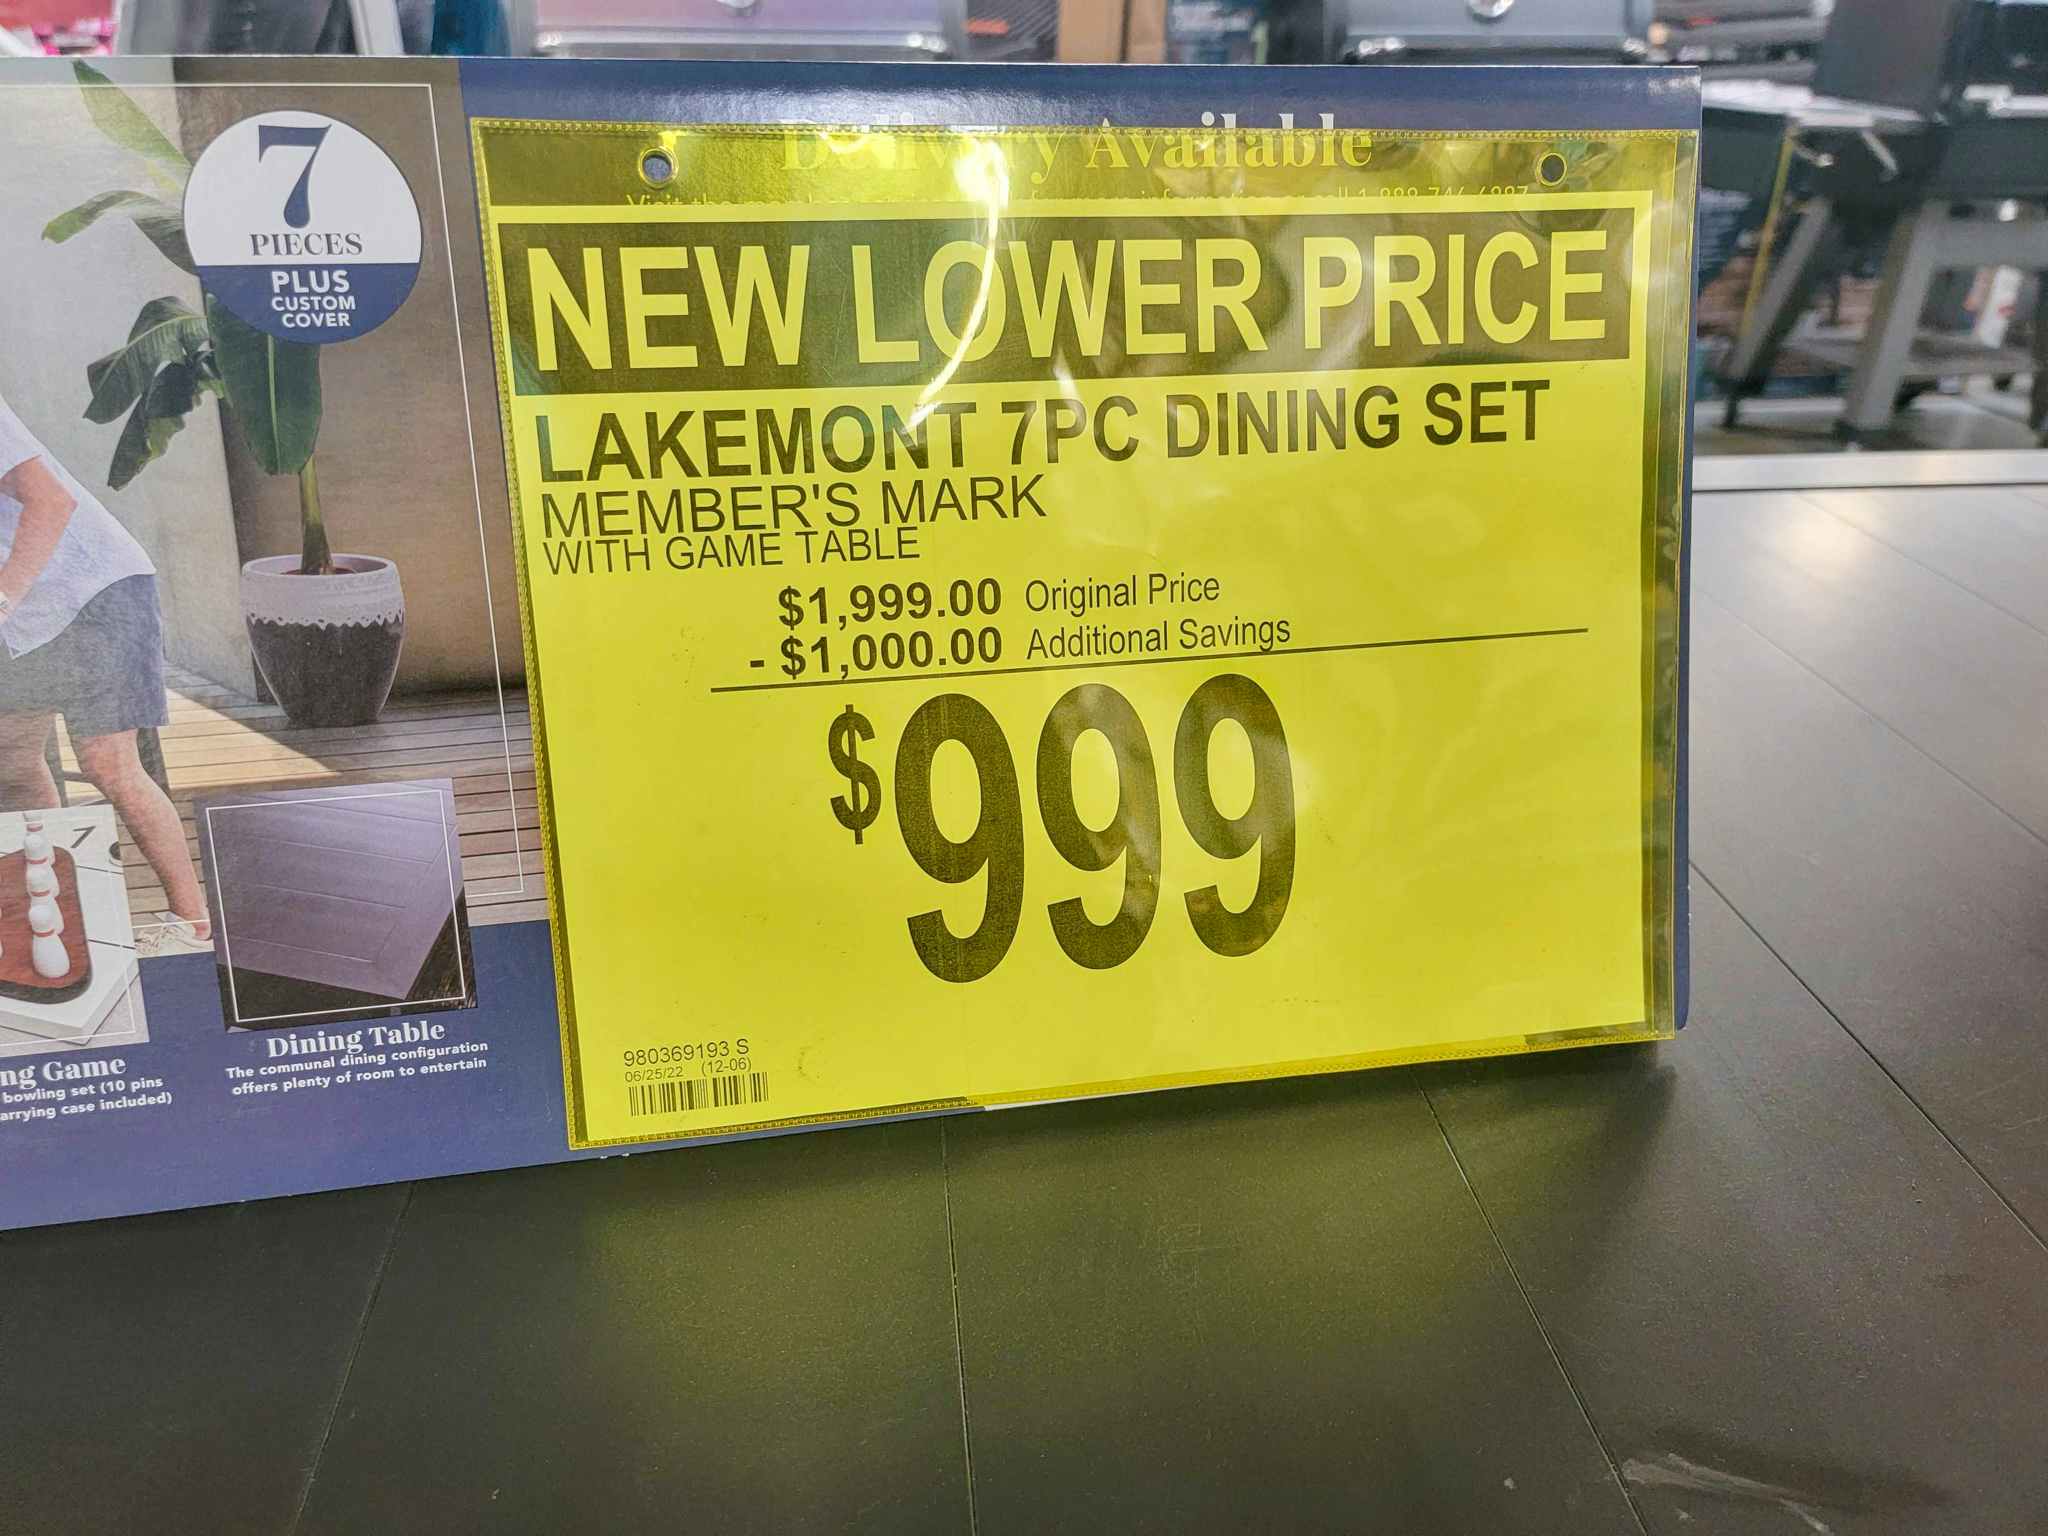 7
PIECES
PLUS
CUSTOM
COVER
Delivery Available
NEW LOWER PRICE
LAKEMONT 7PC DINING SET
MEMBER'S MARK
WITH GAME TABLE
$1,999.00 Original Price
- $1,000.00 Additional Savings
$999
980369193 S
06/25/22 (12-06)
7
Game
bowling set (10 pins
case included)
Dining Table
The communal dining configuration
offers plenty of room to entertain